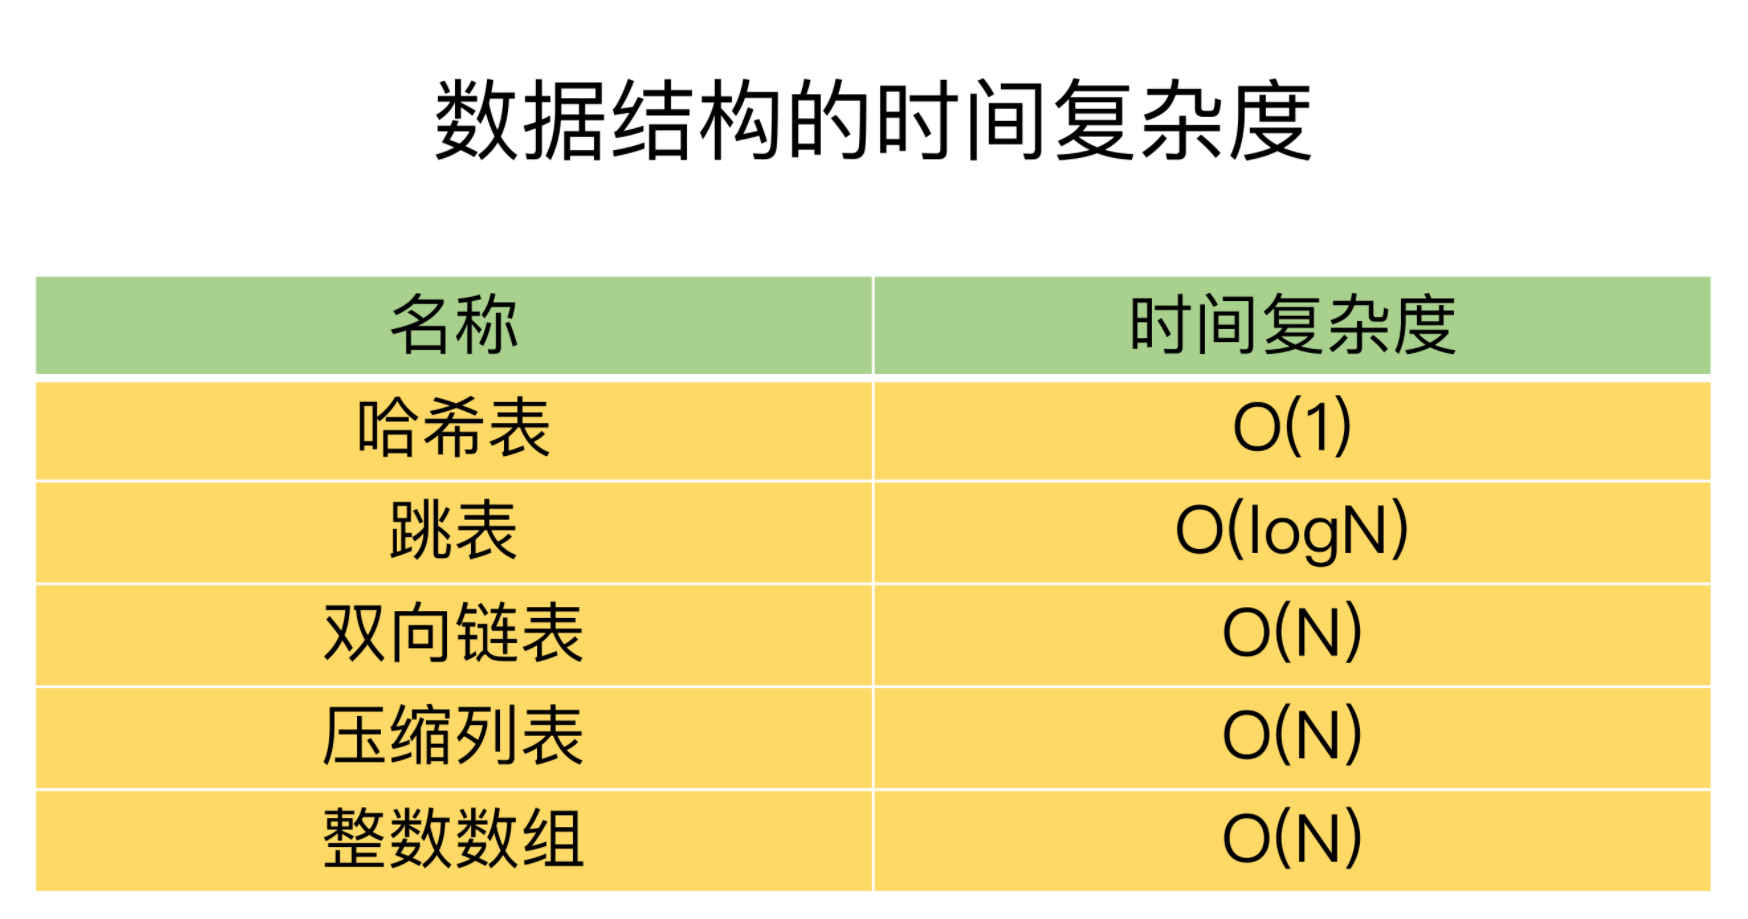 数据结构的时间复杂度
名称 时间复杂度
哈希表 O(1)
跳表 O(logN)
双向链表 O(N)
压缩列表 O(N)
整数数组 O(N)